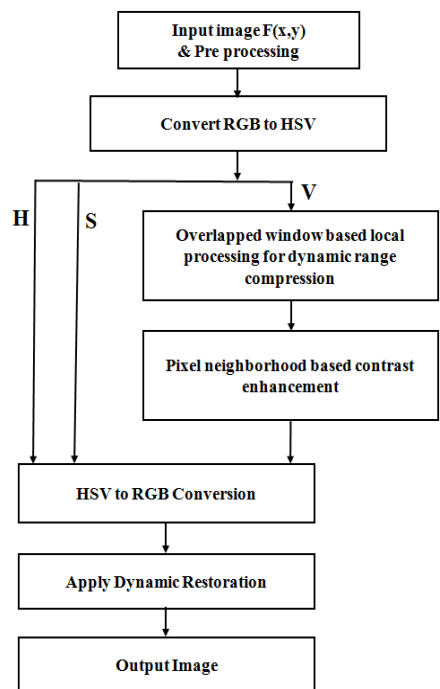 Input image F(x,y)
& Pre processing
Convert RGB to HSV
H
S
V
Overlapped window based local
processing for dynamic range
compression
Pixel neighborhood based contrast
enhancement
HSV to RGB Conversion
Apply Dynamic Restoration
Output Image